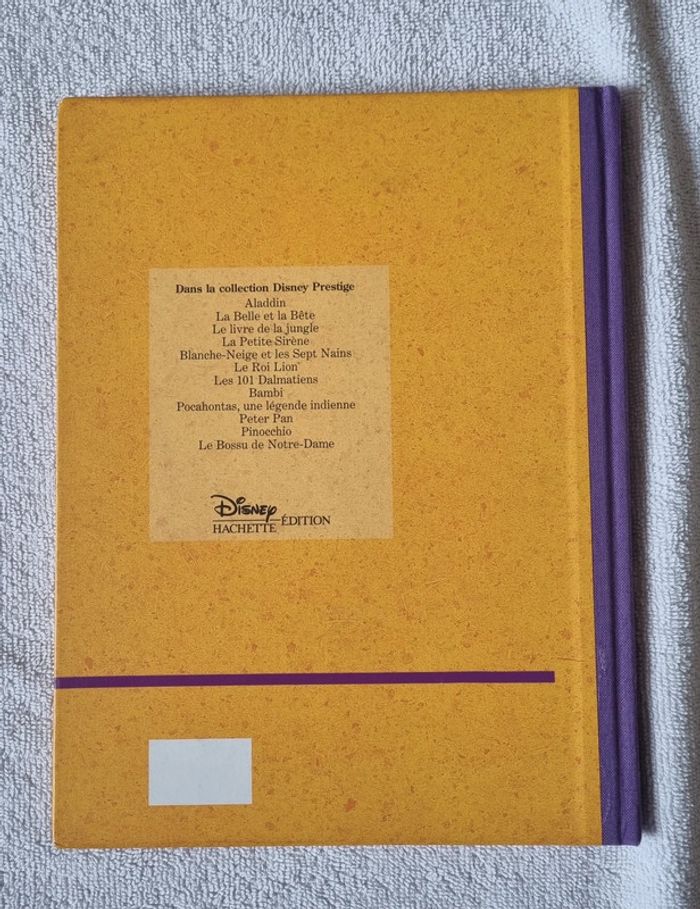 Dans la collection Disney Prestige
Aladdin
La Belle et la Bête
Le livre de la jungle
La Petite Sirène
Blanche-Neige et les Sept Nains
Le Roi Lion
Les 101 Dalmatiens
Bambi
Pocahontas, une légende indienne
Peter Pan
Pinocchio
Le Bossu de Notre-Dame
Disney
HACHETTE ÉDITION